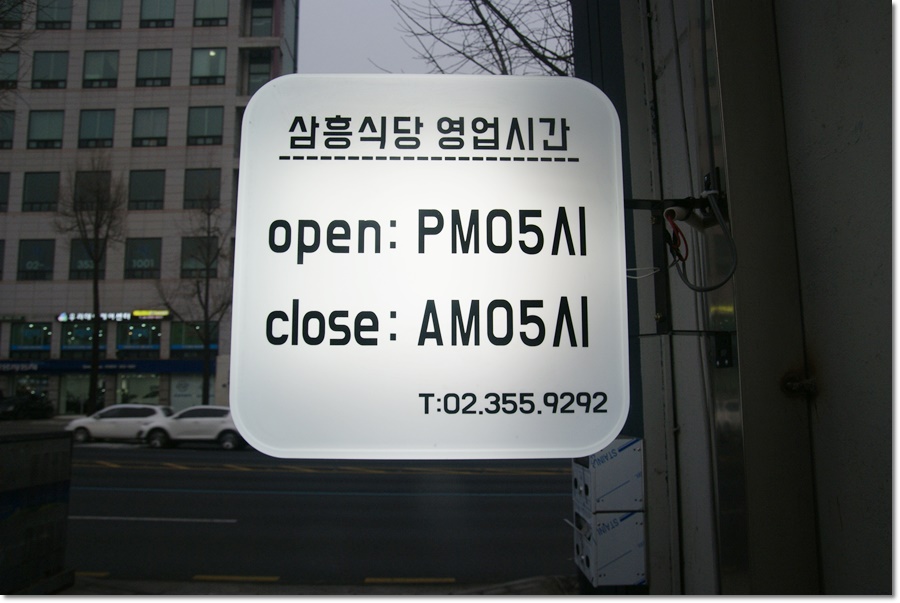 삼흥식당 영업시간
open: PM05시
close: AM05시
T:02.355.9292